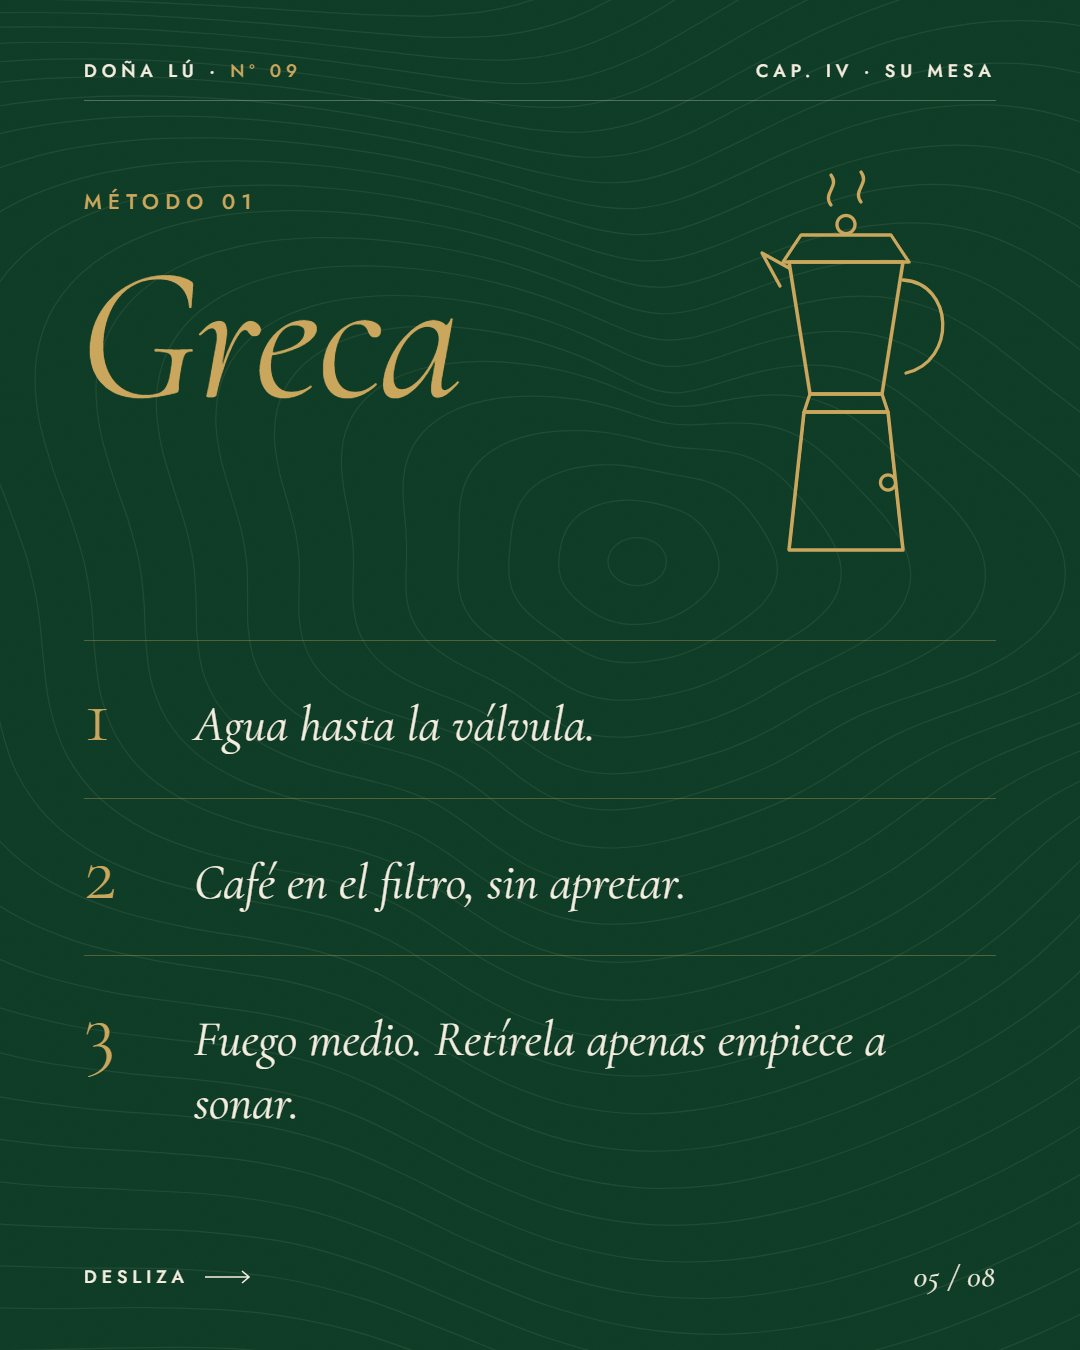 DOÑA LÚ · N° 09
CAP. IV · SU MESA
MÉTODO 01
Greca
1 Agua hasta la válvula.
2 Café en el filtro, sin apretar.
3 Fuego medio. Retírela apenas empiece a
sonar.
DESLIZA →
05 / 08